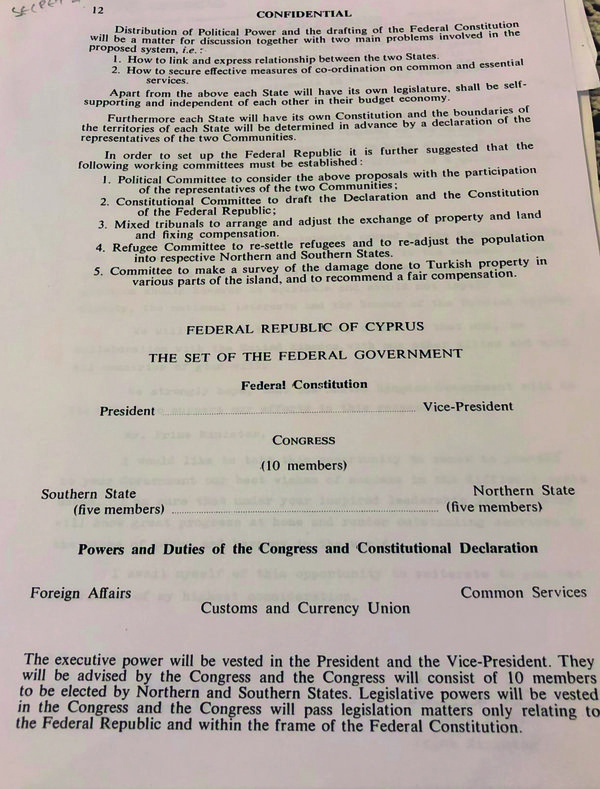 12
CONFIDENTIAL
Distribution of Political Power and the drafting of the Federal Constitution
will be a matter for discussion together with two main problems involved in the
proposed system, i.e. :
1. How to link and express relationship between the two States.
2. How to secure effective measures of co-ordination on common and essential
services.
Apart from the above each State will have its own legislature, shall be self-
supporting and independent of each other in their budget economy.
Furthermore each State will have its own Constitution and the boundaries of
the territories of each State will be determined in advance by a declaration of the
representatives of the two Communities.
In order to set up the Federal Republic it is further suggested that the
following working committees must be established :
1. Political Committee to consider the above proposals with the participation
of the representatives of the two Communities;
2. Constitutional Committee to draft the Declaration and the Constitution
of the Federal Republic;
3. Mixed tribunals to arrange and adjust the exchange of property and land
and fixing compensation.
4. Refugee Committee to re-settle refugees and to re-adjust the population
into respective Northern and Southern States.
5. Committee to make a survey of the damage done to Turkish property in
various parts of the island, and to recommend a fair compensation.
FEDERAL REPUBLIC OF CYPRUS
THE SET OF THE FEDERAL GOVERNMENT
Federal Constitution
President ........................ Vice-President
CONGRESS
(10 members)
Southern State Northern State
(five members) ........................ (five members)
Powers and Duties of the Congress and Constitutional Declaration
Foreign Affairs Common Services
Customs and Currency Union
The executive power will be vested in the President and the Vice-President. They
will be advised by the Congress and the Congress will consist of 10 members
to be elected by Northern and Southern States. Legislative powers will be vested
in the Congress and the Congress will pass legislation matters only relating to
the Federal Republic and within the frame of the Federal Constitution.